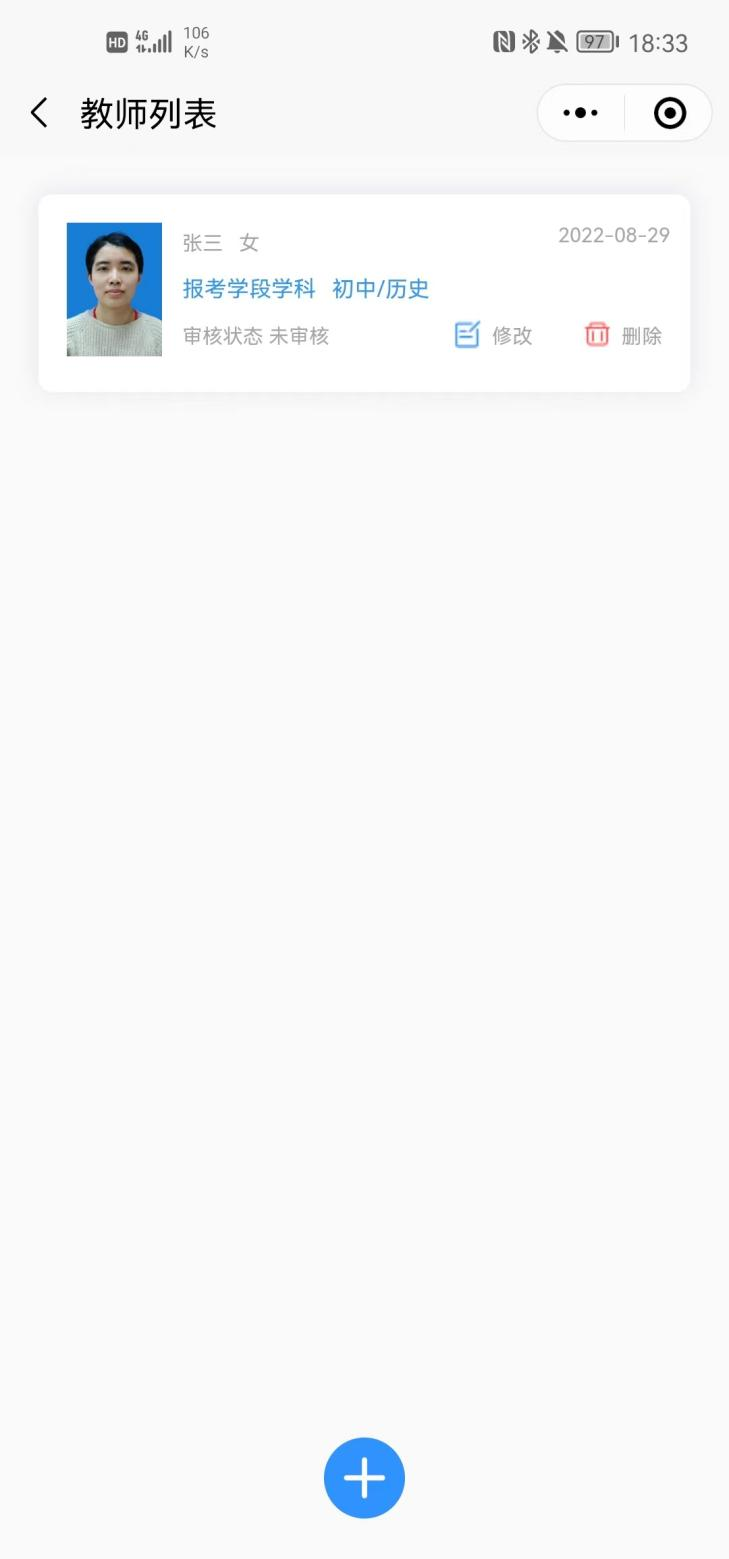 HD 4G 106 K/s 97 18:33
教师列表
张三 女 2022-08-29
报考学段学科 初中/历史
审核状态 未审核 修改 删除